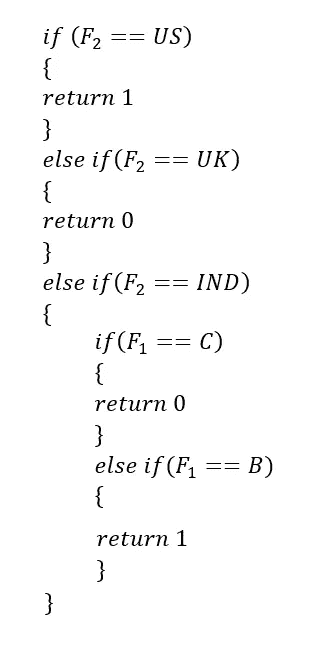 if (F₂ == US)
{
return 1
}
else if(F₂ == UK)
{
return 0
}
else if(F₂ == IND)
{
if(F₁ == C)
{
return 0
}
else if(F₁ == B)
{
return 1
}
}